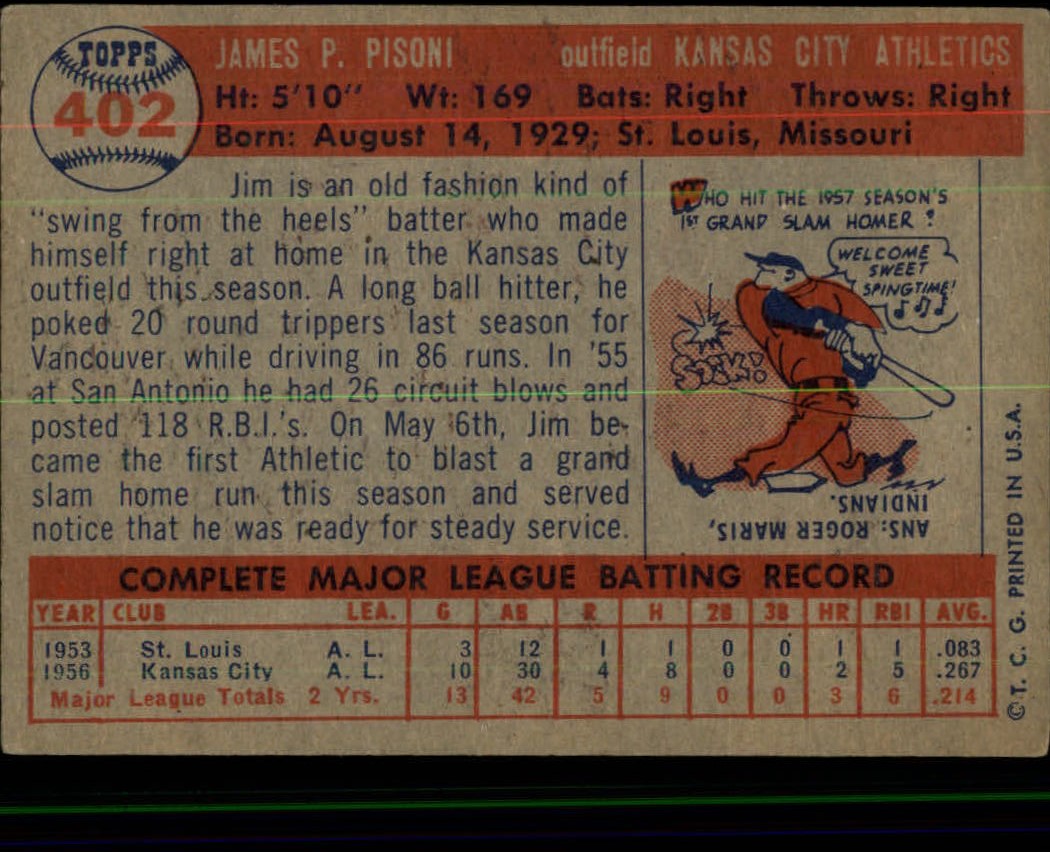 TOPPS
402
JAMES P. PISONI outfield KANSAS CITY ATHLETICS
Ht: 5'10" Wt: 169 Bats: Right Throws: Right
Born: August 14, 1929; St. Louis, Missouri
Jim is an old fashion kind of
"swing from the heels" batter who made
himself right at home in the Kansas City
outfield this season. A long ball hitter, he
poked 20 round trippers last season for
Vancouver while driving in 86 runs. In '55
at San Antonio he had 26 circuit blows and
posted 118 R.B.I.'s. On May 6th, Jim be-
came the first Athletic to blast a grand
slam home run this season and served
notice that he was ready for steady service.
WHO HIT THE 1957 SEASON'S
1ST GRAND SLAM HOMER?
WELCOME
SWEET
SPINGTIME!
SOCK!
ANS: ROGER MARIS,
INDIANS.
COMPLETE MAJOR LEAGUE BATTING RECORD
YEAR CLUB LEA. G AB R H 2B 3B HR RBI AVG.
1953 St. Louis A. L. 3 12 1 1 0 0 1 1 .083
1956 Kansas City A. L. 10 30 4 8 0 0 2 5 .267
Major League Totals 2 Yrs. 13 42 5 9 0 0 3 6 .214
©T. C. G. PRINTED IN U.S.A.